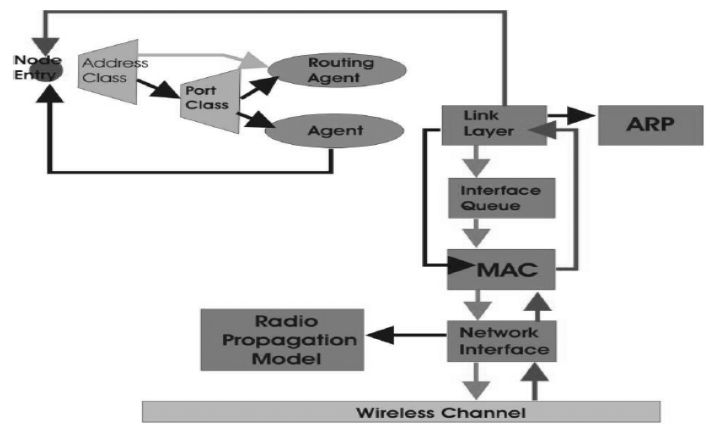 Node
Entry
Address
Class
Port
Class
Routing
Agent
Agent
Link
Layer
ARP
Interface
Queue
MAC
Radio
Propagation
Model
Network
Interface
Wireless Channel